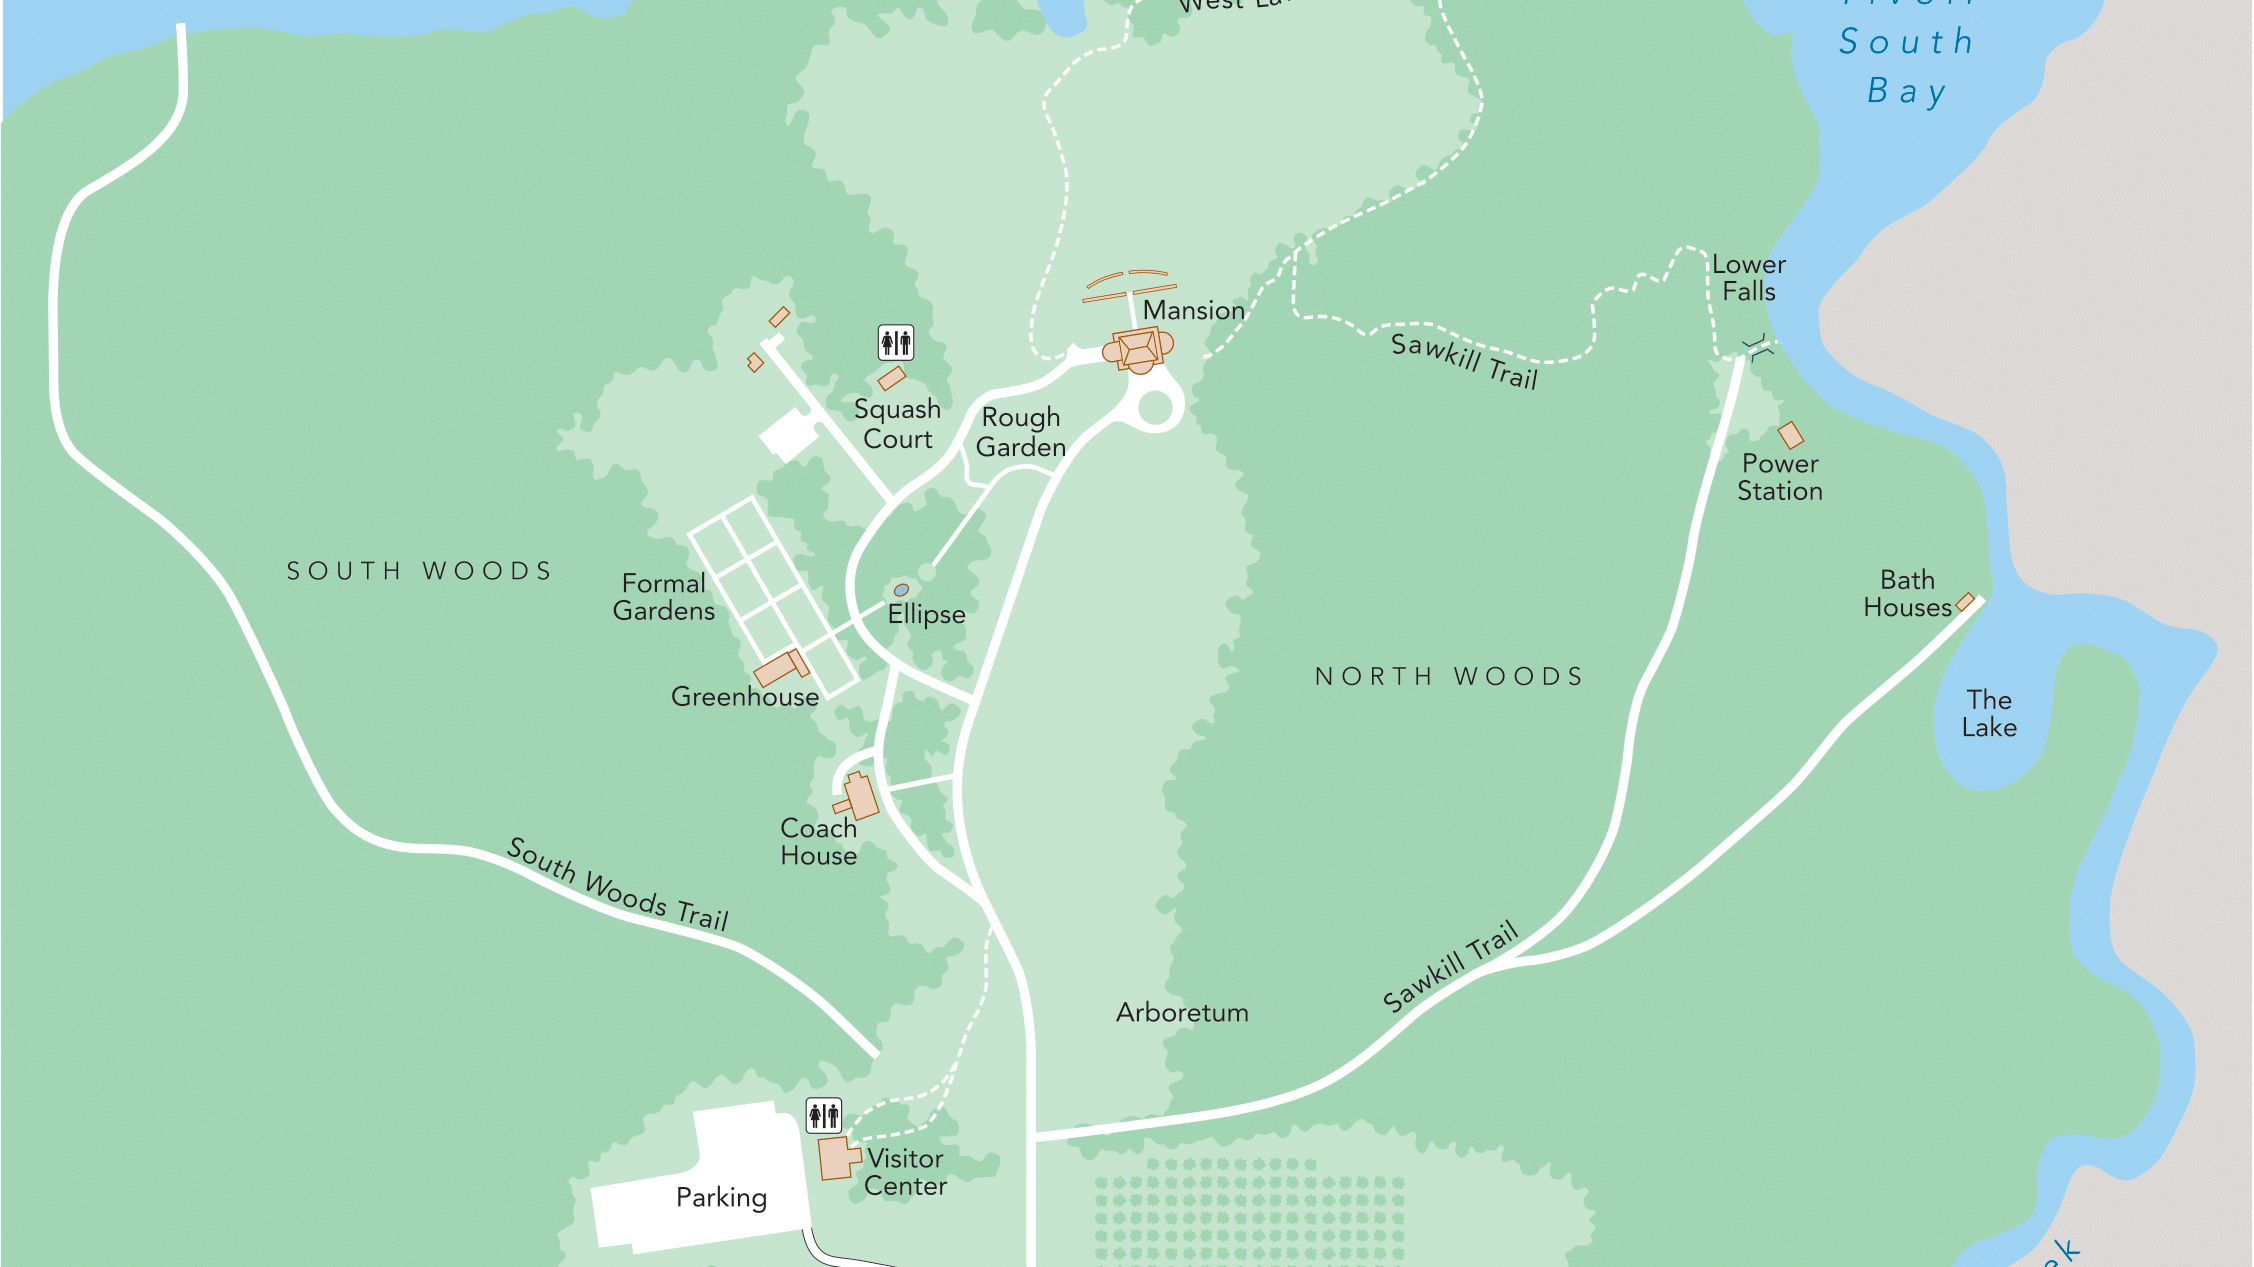 West
South
Bay
Lower
Falls
Mansion
Sawkill Trail
Squash
Court
Rough
Garden
Power
Station
SOUTH WOODS
Formal
Gardens
Ellipse
Bath
Houses
NORTH WOODS
Greenhouse
The
Lake
Coach
House
South Woods Trail
Sawkill Trail
Arboretum
Visitor
Center
Parking